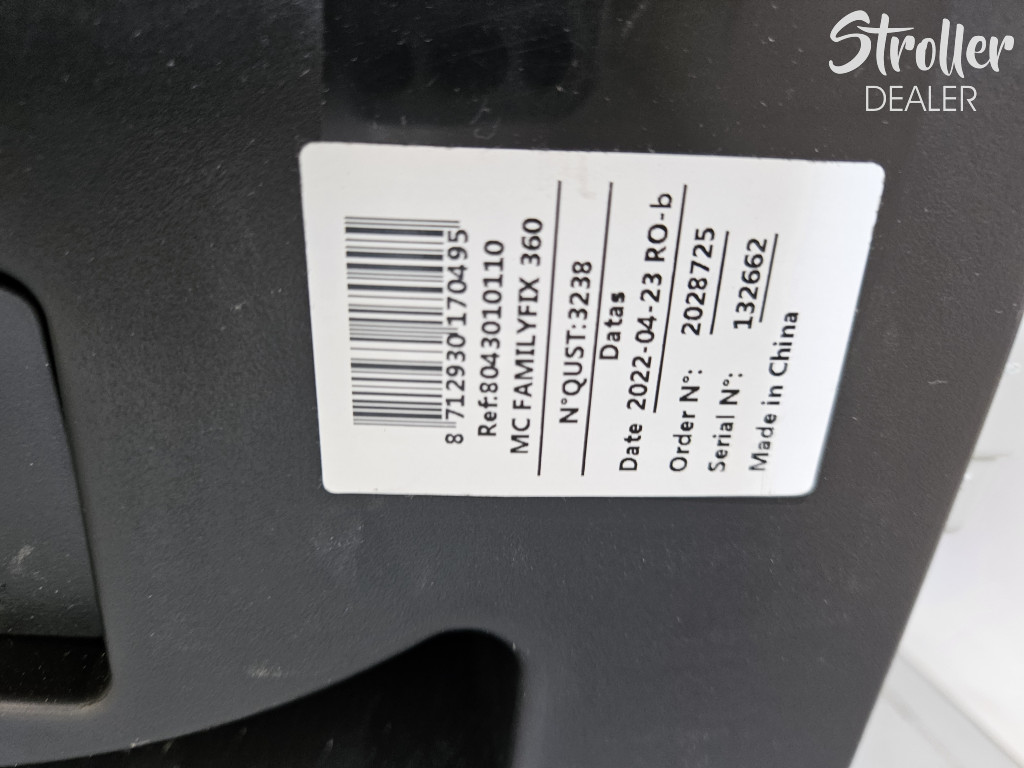 Stroller
DEALER
8 712930 170495
Ref:8043010110
MC FAMILYFIX 360
N°QUST:3238
Datas
Date 2022-04-23 RO-b
Order N°: 2028725
Serial N°: 132662
Made in China